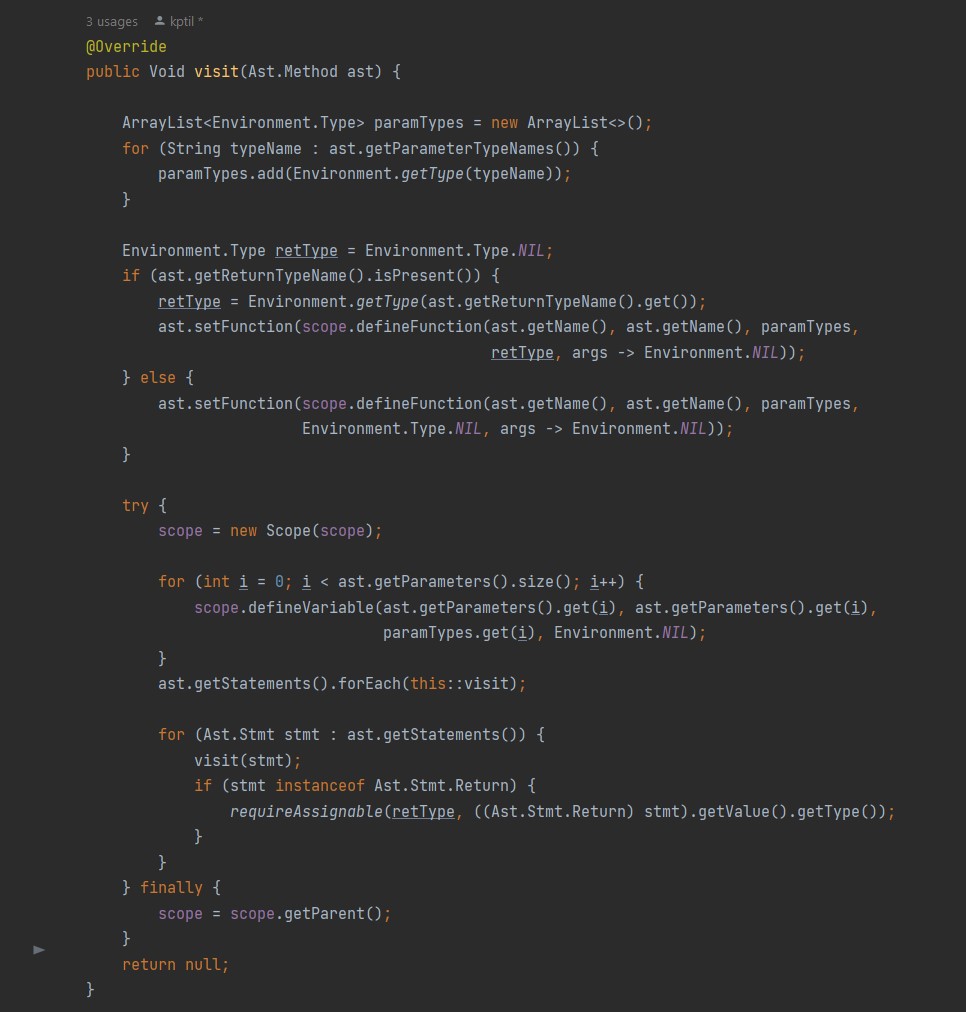 3 usages kptil *
@Override
public Void visit(Ast.Method ast) {
ArrayList<Environment.Type> paramTypes = new ArrayList<>();
for (String typeName : ast.getParameterTypeNames()) {
paramTypes.add(Environment.getType(typeName));
}
Environment.Type retType = Environment.Type.NIL;
if (ast.getReturnTypeName().isPresent()) {
retType = Environment.getType(ast.getReturnTypeName().get());
ast.setFunction(scope.defineFunction(ast.getName(), ast.getName(), paramTypes,
retType, args -> Environment.NIL));
} else {
ast.setFunction(scope.defineFunction(ast.getName(), ast.getName(), paramTypes,
Environment.Type.NIL, args -> Environment.NIL));
}
try {
scope = new Scope(scope);
for (int i = 0; i < ast.getParameters().size(); i++) {
scope.defineVariable(ast.getParameters().get(i), ast.getParameters().get(i),
paramTypes.get(i), Environment.NIL);
}
ast.getStatements().forEach(this::visit);
for (Ast.Stmt stmt : ast.getStatements()) {
visit(stmt);
if (stmt instanceof Ast.Stmt.Return) {
requireAssignable(retType, ((Ast.Stmt.Return) stmt).getValue().getType());
}
}
} finally {
scope = scope.getParent();
}
return null;
}